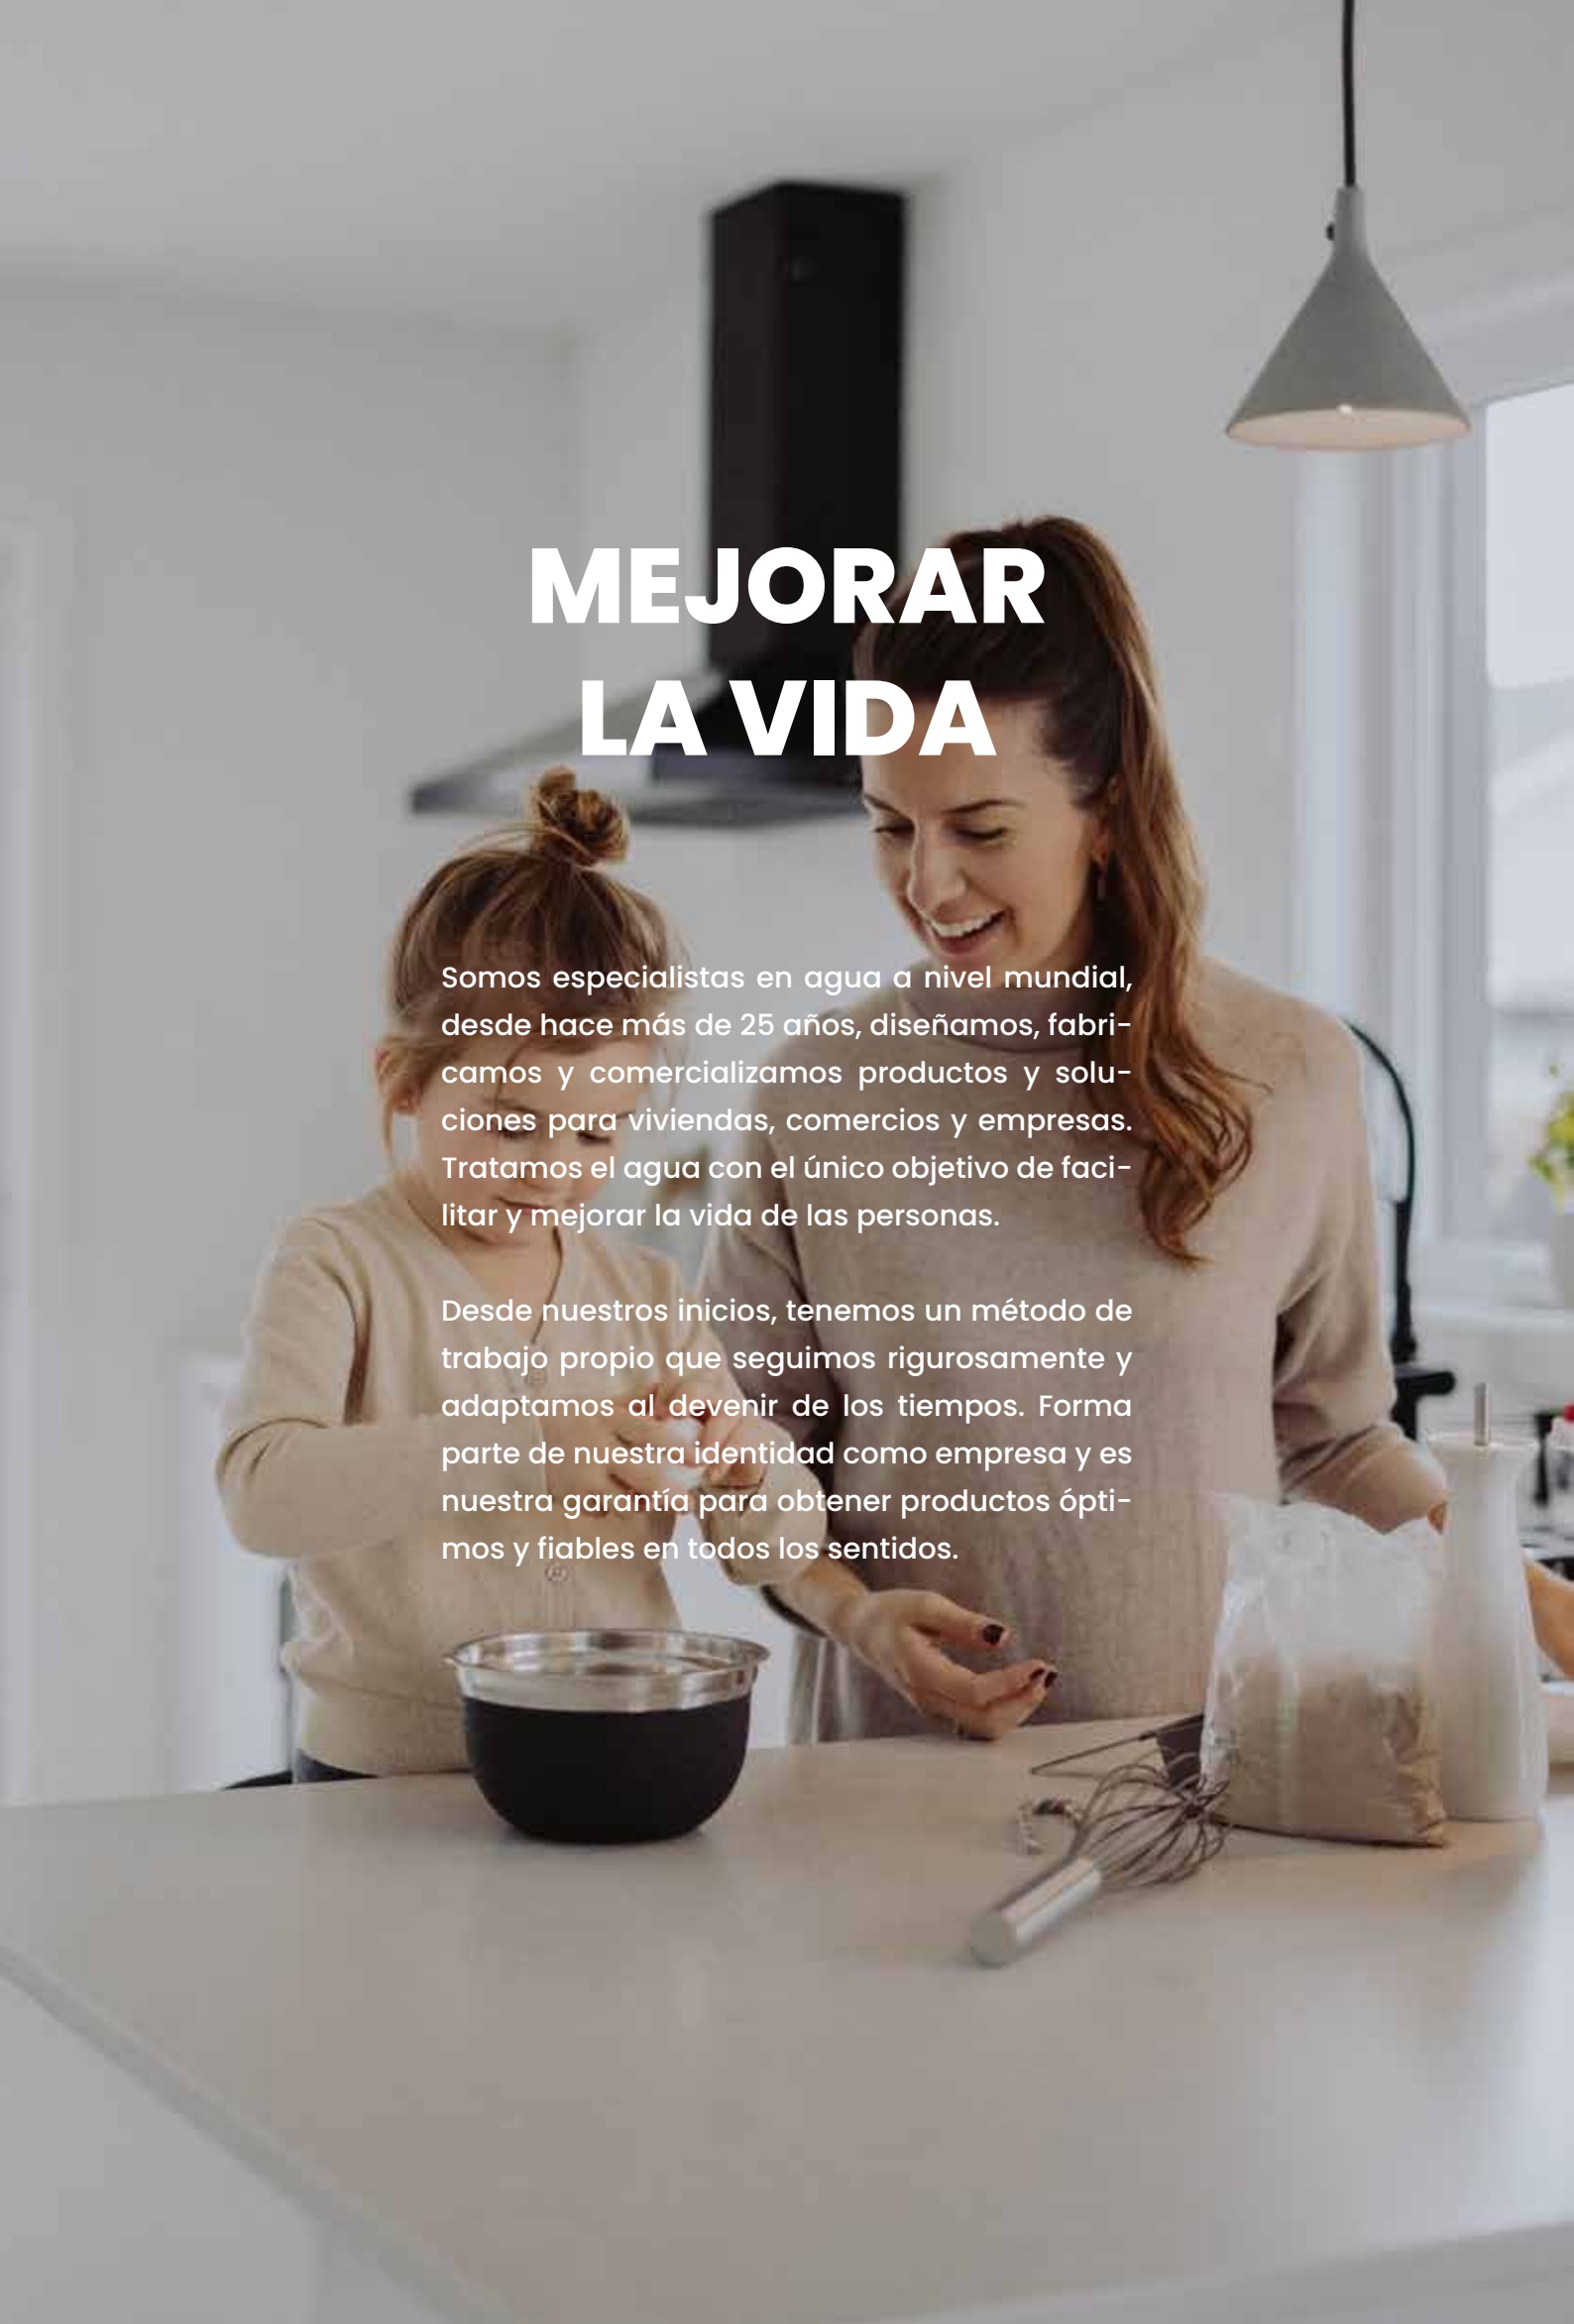 MEJORAR
LA VIDA
Somos especialistas en agua a nivel mundial,
desde hace más de 25 años, diseñamos, fabri-
camos y comercializamos productos y solu-
ciones para viviendas, comercios y empresas.
Tratamos el agua con el único objetivo de faci-
litar y mejorar la vida de las personas.
Desde nuestros inicios, tenemos un método de
trabajo propio que seguimos rigurosamente y
adaptamos al devenir de los tiempos. Forma
parte de nuestra identidad como empresa y es
nuestra garantía para obtener productos ópti-
mos y fiables en todos los sentidos.